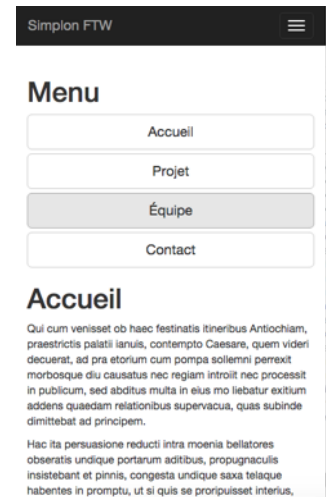 Simplon FTW
Menu
Accueil
Projet
Équipe
Contact
Accueil
Qui cum venisset ob haec festinatis itineribus Antiochiam,
praestrictis palatii ianuis, contempto Caesare, quem videri
decuerat, ad pra etorium cum pompa sollemni perrexit
morbosque diu causatus nec regiam introiit nec processit
in publicum, sed abditus multa in eius mo liebatur exitium
addens quaedam relationibus supervacua, quas subinde
dimittebat ad principem.
Hac ita persuasione reducti intra moenia bellatores
obseratis undique portarum aditibus, propugnaculis
insistebant et pinnis, congesta undique saxa telaque
habentes in promptu, ut si quis se proripuisset interius,